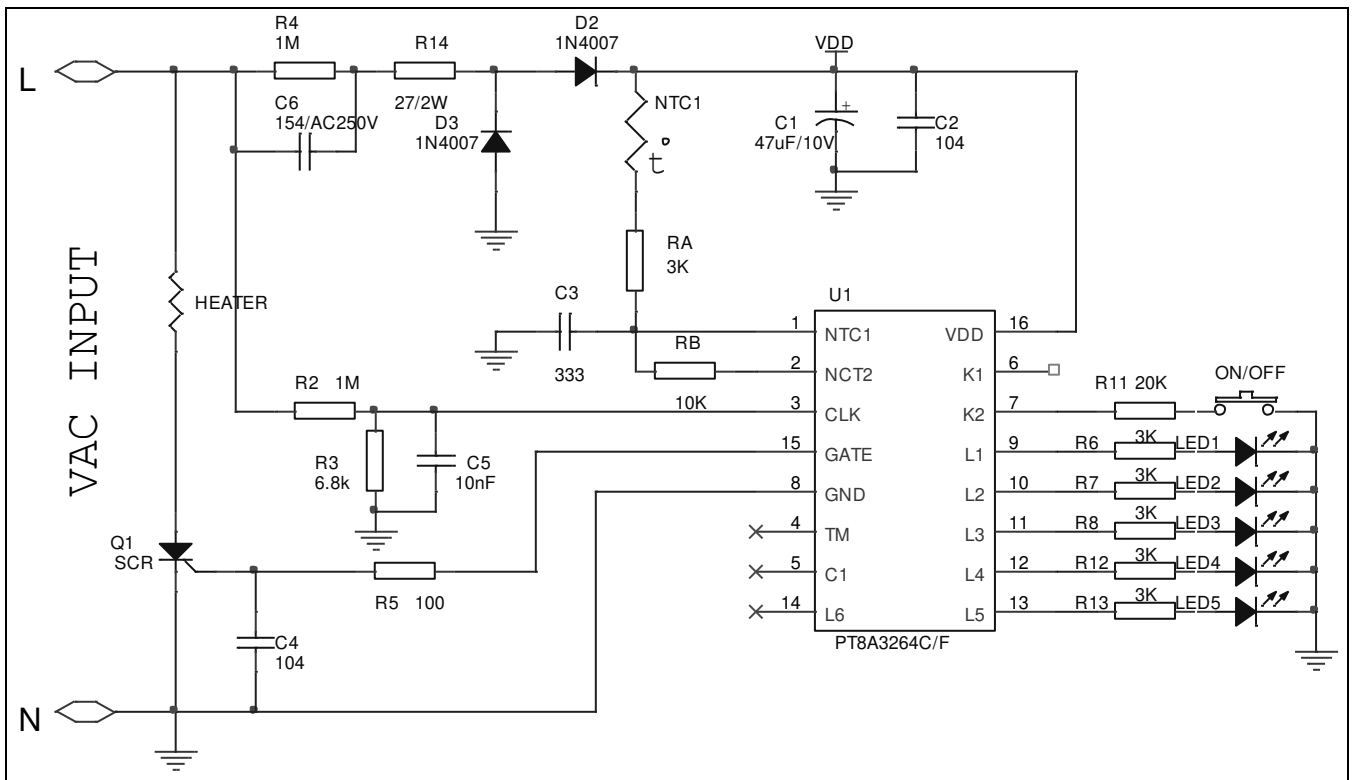 R4
1M
R14
D2
1N4007
VDD
L
C6
154/AC250V
27/2W
D3
1N4007
NTC1
t°
C1
+
47uF/10V
C2
104
RA
3K
VAC INPUT
HEATER
C3
333
RB
U1
1 NTC1
2 NCT2
3 CLK
15 GATE
8 GND
4 TM
5 C1
14 L6
VDD 16
K1 6
K2 7
L1 9
L2 10
L3 11
L4 12
L5 13
PT8A3264C/F
R2 1M
10K
R3
6.8k
C5
10nF
R11 20K
ON/OFF
R6 3K LED1
R7 3K LED2
R8 3K LED3
R12 3K LED4
R13 3K LED5
Q1
SCR
R5 100
C4
104
N